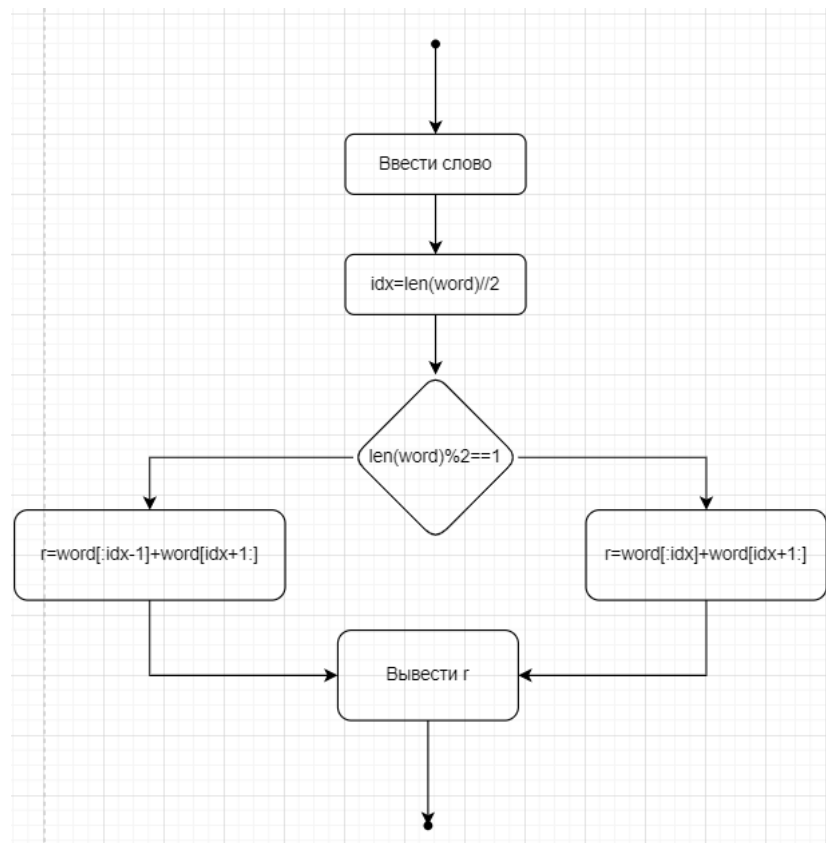 Ввести слово
idx=len(word)//2
len(word)%2==1
r=word[:idx-1]+word[idx+1:]
r=word[:idx]+word[idx+1:]
Вывести r